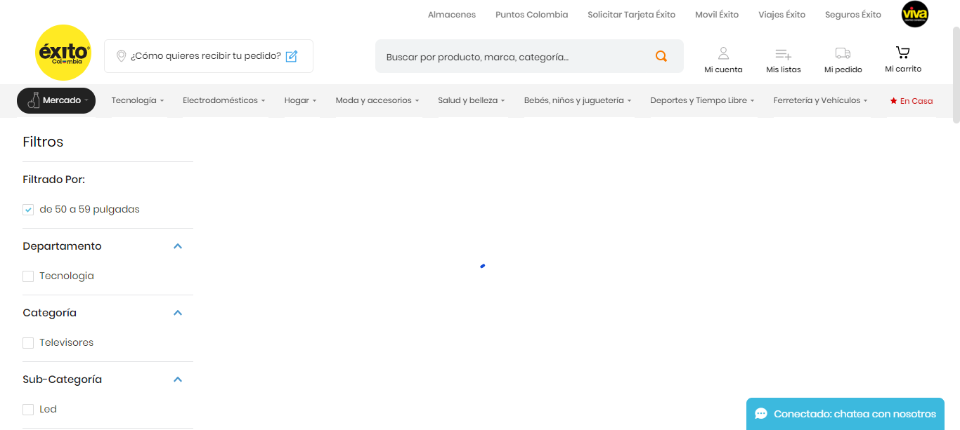 Almacenes
Puntos Colombia
Solicitar Tarjeta Éxito
Movil Éxito
Viajes Éxito
Seguros Éxito
viva
éxito
Colombia
¿Cómo quieres recibir tu pedido?
Buscar por producto, marca, categoría...
Mi cuenta
Mis listas
Mi pedido
Mi carrito
Mercado
Tecnología
Electrodomésticos
Hogar
Moda y accesorios
Salud y belleza
Bebés, niños y juguetería
Deportes y Tiempo Libre
Ferretería y Vehículos
En Casa
Filtros
Filtrado Por:
de 50 a 59 pulgadas
Departamento
Tecnologia
Categoría
Televisores
Sub-Categoría
Led
Conectado: chatea con nosotros